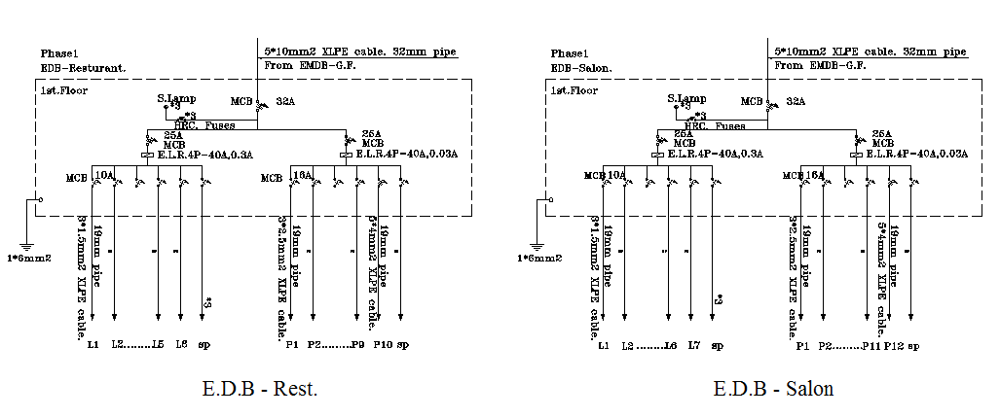 Phase1
EDB-Resturant.
5*10mm2 XLPE cable. 32mm pipe
From EMDB-G.F.
1st.Floor
S.Lamp
*3
MCB 32A
*3
HRC. Fuses
25A
MCB
E.L.R.4P-40A,0.3A
25A
MCB
E.L.R.4P-40A,0.03A
MCB 10A
MCB 16A
1*6mm2
3*1.5mm2 XLPE cable.
19mm pipe
"
"
"
*3
3*2.5mm2 XLPE cable.
19mm pipe
"
"
5*4mm2 XLPE cable.
19mm pipe
L1 L2.........L5 L6 sp
P1 P2.........P9 P10 sp
E.D.B - Rest.
Phase1
EDB-Salon.
5*10mm2 XLPE cable. 32mm pipe
From EMDB-G.F.
1st.Floor
S.Lamp
*3
MCB 32A
*3
HRC. Fuses
25A
MCB
E.L.R.4P-40A,0.3A
25A
MCB
E.L.R.4P-40A,0.03A
MCB 10A
MCB 16A
1*6mm2
3*1.5mm2 XLPE cable.
19mm pipe
"
"
"
*3
3*2.5mm2 XLPE cable.
19mm pipe
"
"
5*4mm2 XLPE cable.
19mm pipe
L1 L2.........L6 L7 sp
P1 P2.........P11 P12 sp
E.D.B - Salon